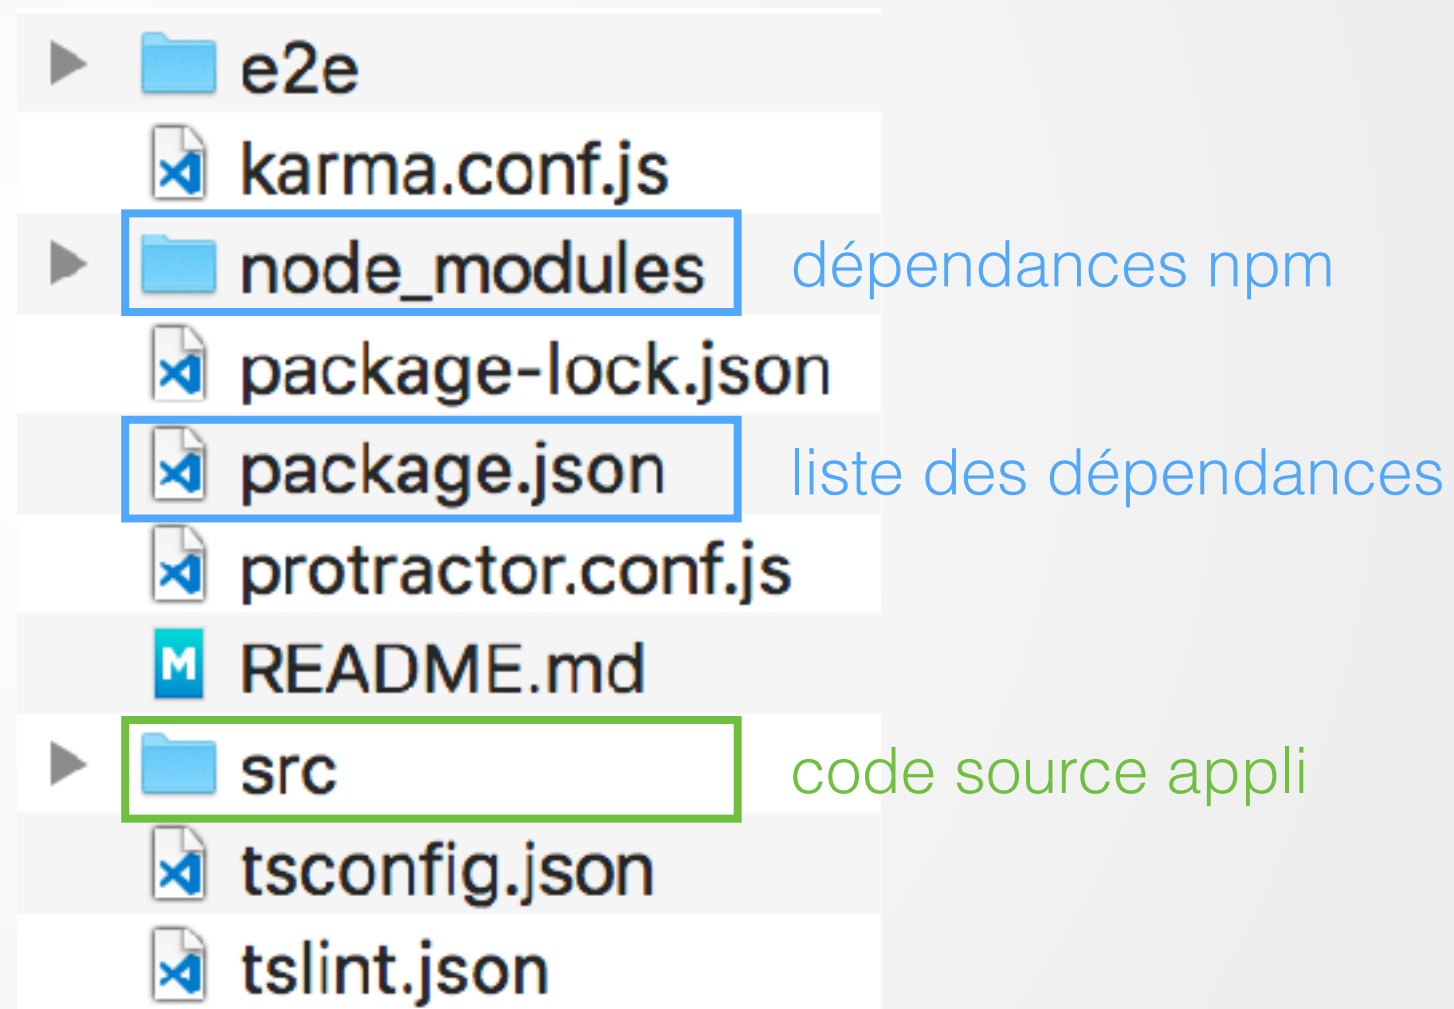 e2e
karma.conf.js
node_modules dépendances npm
package-lock.json
package.json liste des dépendances
protractor.conf.js
M README.md
src code source appli
tsconfig.json
tslint.json